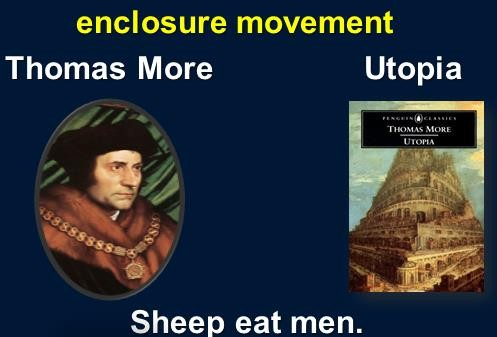 enclosure movement
Thomas More
Utopia
PENGUIN CLASSICS
THOMAS MORE
UTOPIA
Sheep eat men.